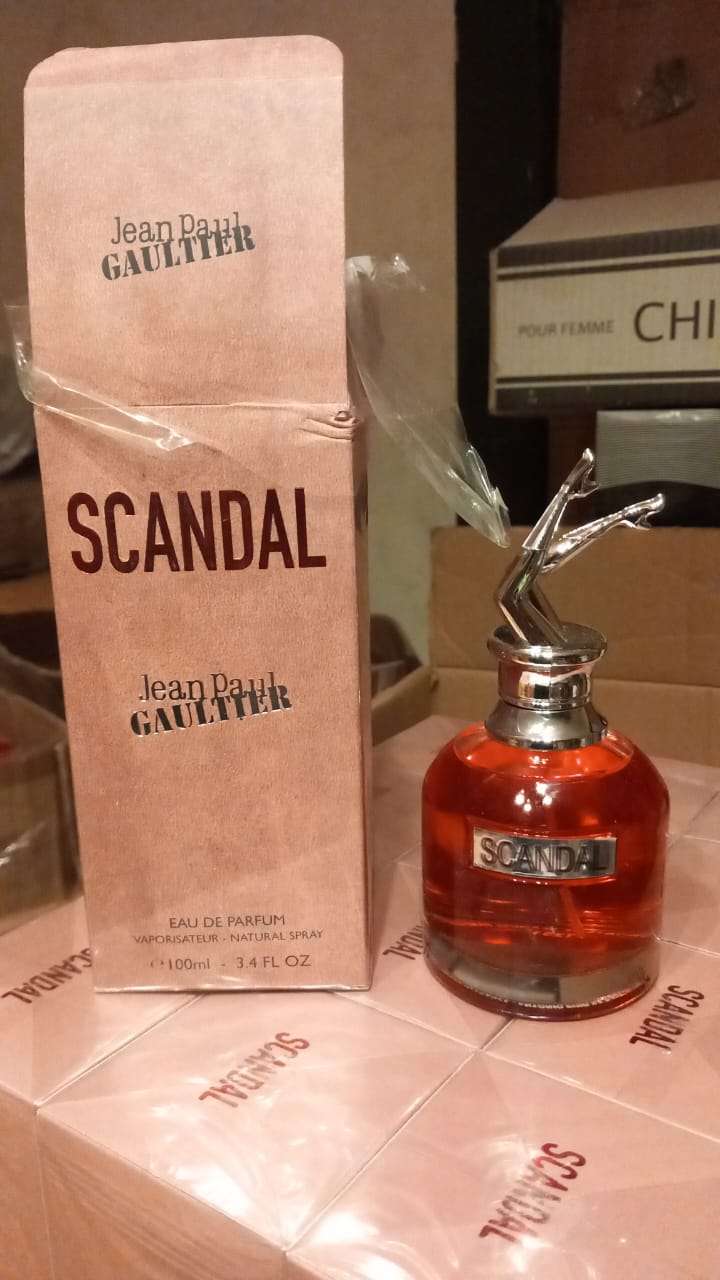 Jean Paul
GAULTIER
POUR FEMME
CHI
SCANDAL
Jean Paul
GAULTIER
SCANDAL
EAU DE PARFUM
VAPORISATEUR - NATURAL SPRAY
100ml - 3.4 FL OZ
SCANDAL
SCANDAL
SCANDAL
SCANDAL
SCANDAL